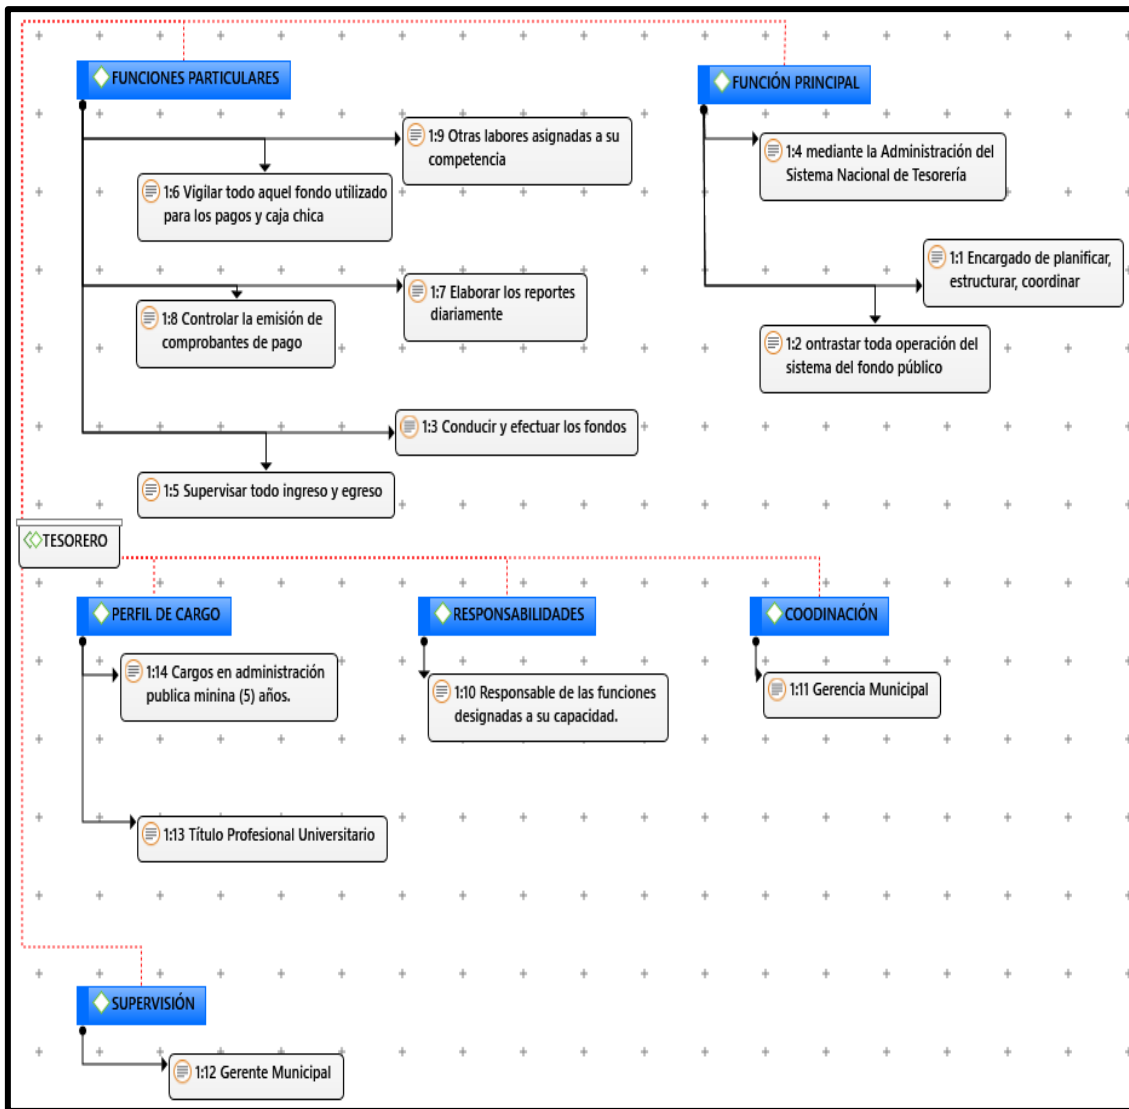 FUNCIONES PARTICULARES
FUNCIÓN PRINCIPAL
1:9 Otras labores asignadas a su
competencia
1:4 mediante la Administración del
Sistema Nacional de Tesorería
1:6 Vigilar todo aquel fondo utilizado
para los pagos y caja chica
1:1 Encargado de planificar,
estructurar, coordinar
1:7 Elaborar los reportes
diariamente
1:8 Controlar la emisión de
comprobantes de pago
1:2 ontrastar toda operación del
sistema del fondo público
1:3 Conducir y efectuar los fondos
1:5 Supervisar todo ingreso y egreso
TESORERO
PERFIL DE CARGO
RESPONSABILIDADES
COODINACIÓN
1:14 Cargos en administración
publica minina (5) años.
1:10 Responsable de las funciones
designadas a su capacidad.
1:11 Gerencia Municipal
1:13 Título Profesional Universitario
SUPERVISIÓN
1:12 Gerente Municipal